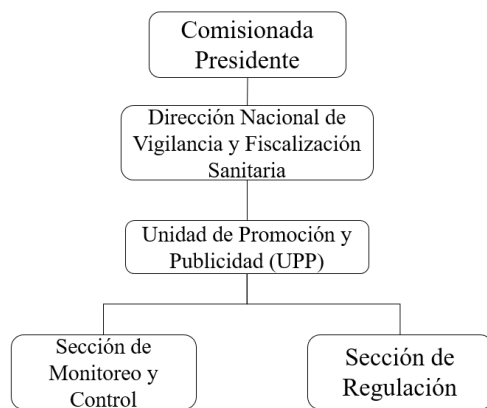 Comisionada
Presidente
Dirección Nacional de
Vigilancia y Fiscalización
Sanitaria
Unidad de Promoción y
Publicidad (UPP)
Sección de
Monitoreo y
Control
Sección de
Regulación